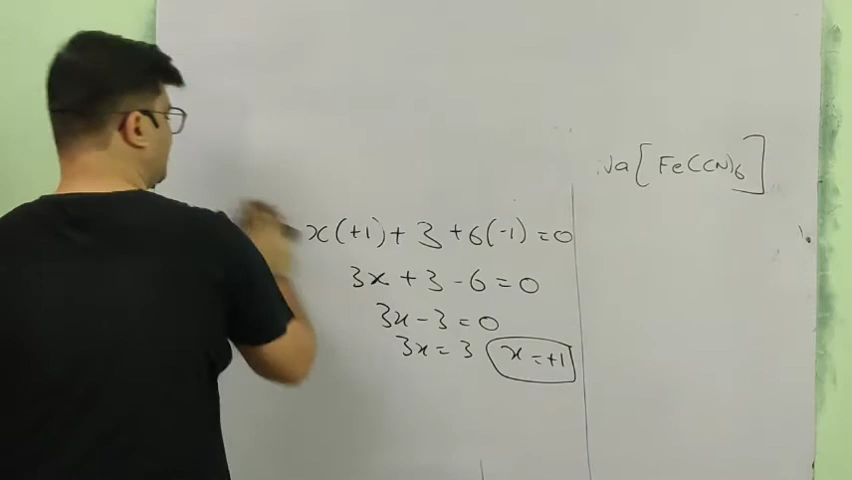 x(+1) + 3 + 6(-1) = 0
3x + 3 - 6 = 0
3x - 3 = 0
3x = 3 x = +1
Na[Fe(CN)6]